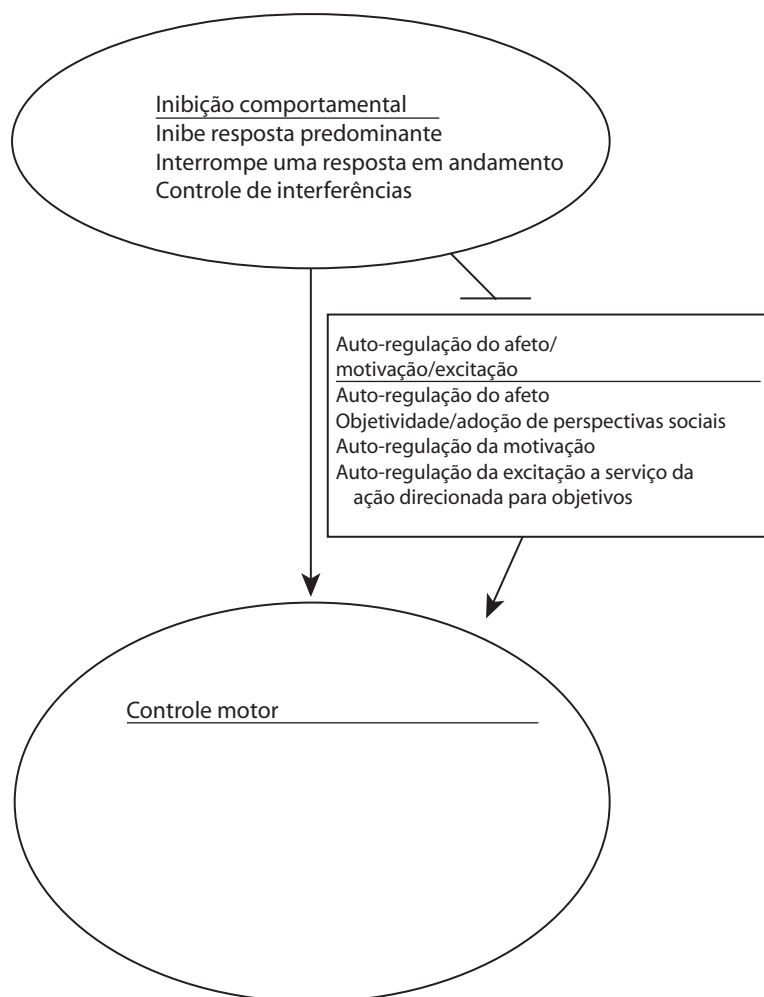 Inibição comportamental
Inibe resposta predominante
Interrompe uma resposta em andamento
Controle de interferências
Auto-regulação do afeto/
motivação/excitação
Auto-regulação do afeto
Objetividade/adoção de perspectivas sociais
Auto-regulação da motivação
Auto-regulação da excitação a serviço da
ação direcionada para objetivos
Controle motor